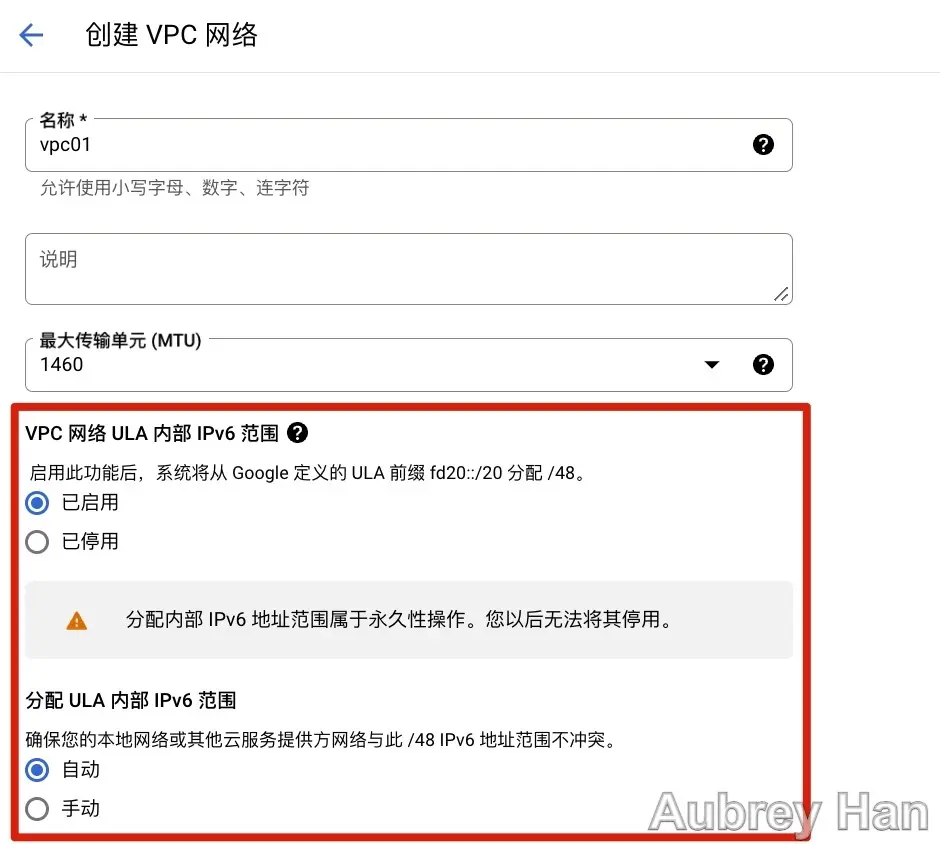 创建 VPC 网络
名称 *
vpc01
允许使用小写字母、数字、连字符
说明
最大传输单元 (MTU)
1460
VPC 网络 ULA 内部 IPv6 范围
启用此功能后，系统将从 Google 定义的 ULA 前缀 fd20::/20 分配 /48。
已启用
已停用
分配内部 IPv6 地址范围属于永久性操作。您以后无法将其停用。
分配 ULA 内部 IPv6 范围
确保您的本地网络或其他云服务提供方网络与此 /48 IPv6 地址范围不冲突。
自动
手动
Aubrey Han